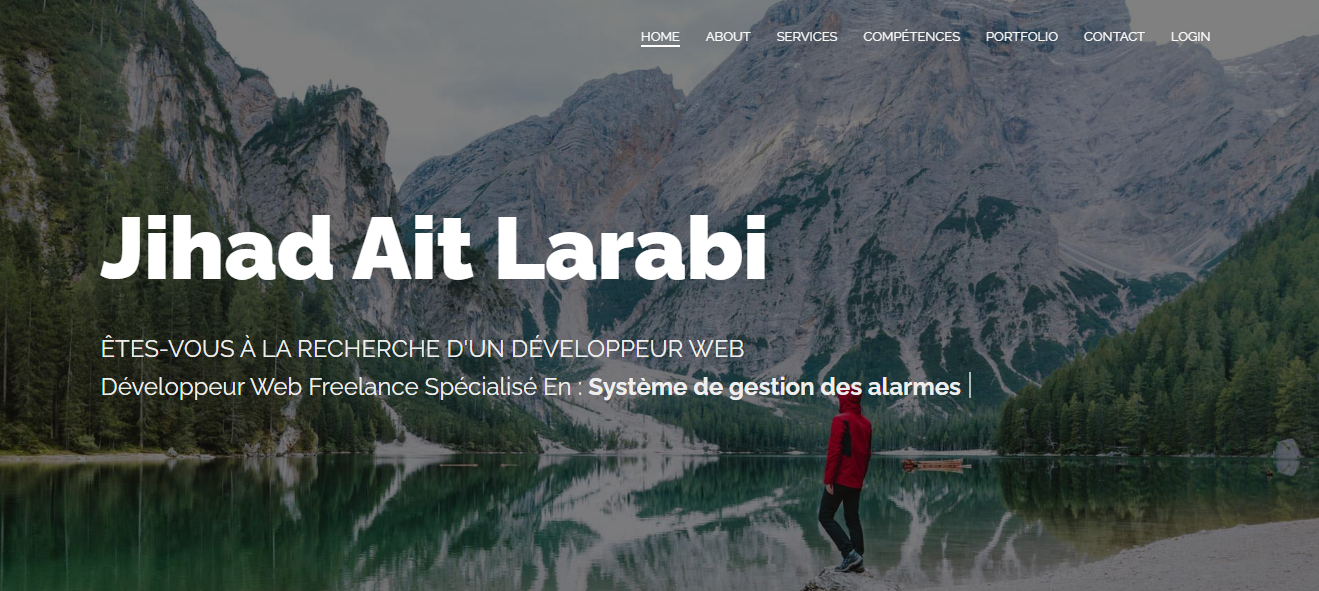 HOME ABOUT SERVICES COMPÉTENCES PORTFOLIO CONTACT LOGIN
Jihad Ait Larabi
ÊTES-VOUS À LA RECHERCHE D'UN DÉVELOPPEUR WEB
Développeur Web Freelance Spécialisé En : Système de gestion des alarmes